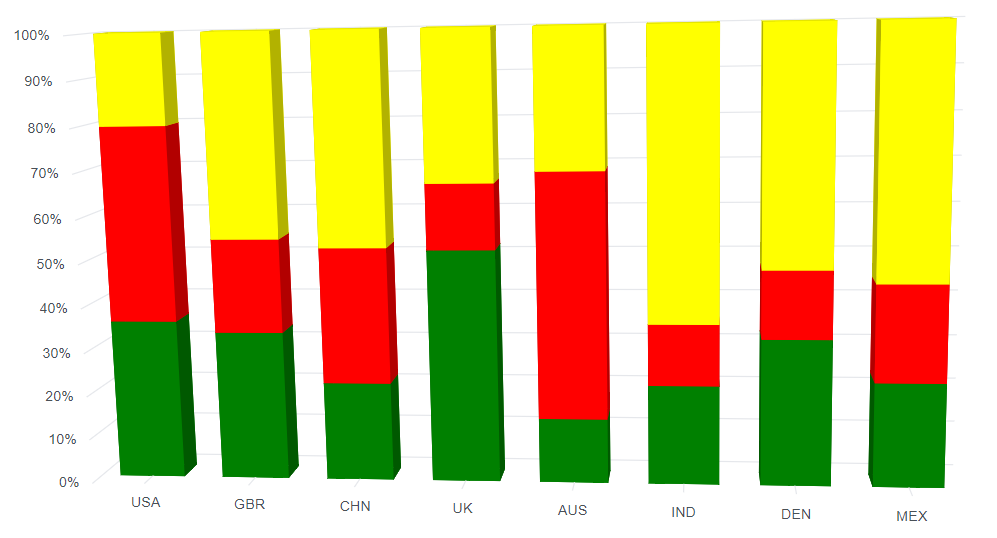 100%
90%
80%
70%
60%
50%
40%
30%
20%
10%
0%
USA
GBR
CHN
UK
AUS
IND
DEN
MEX